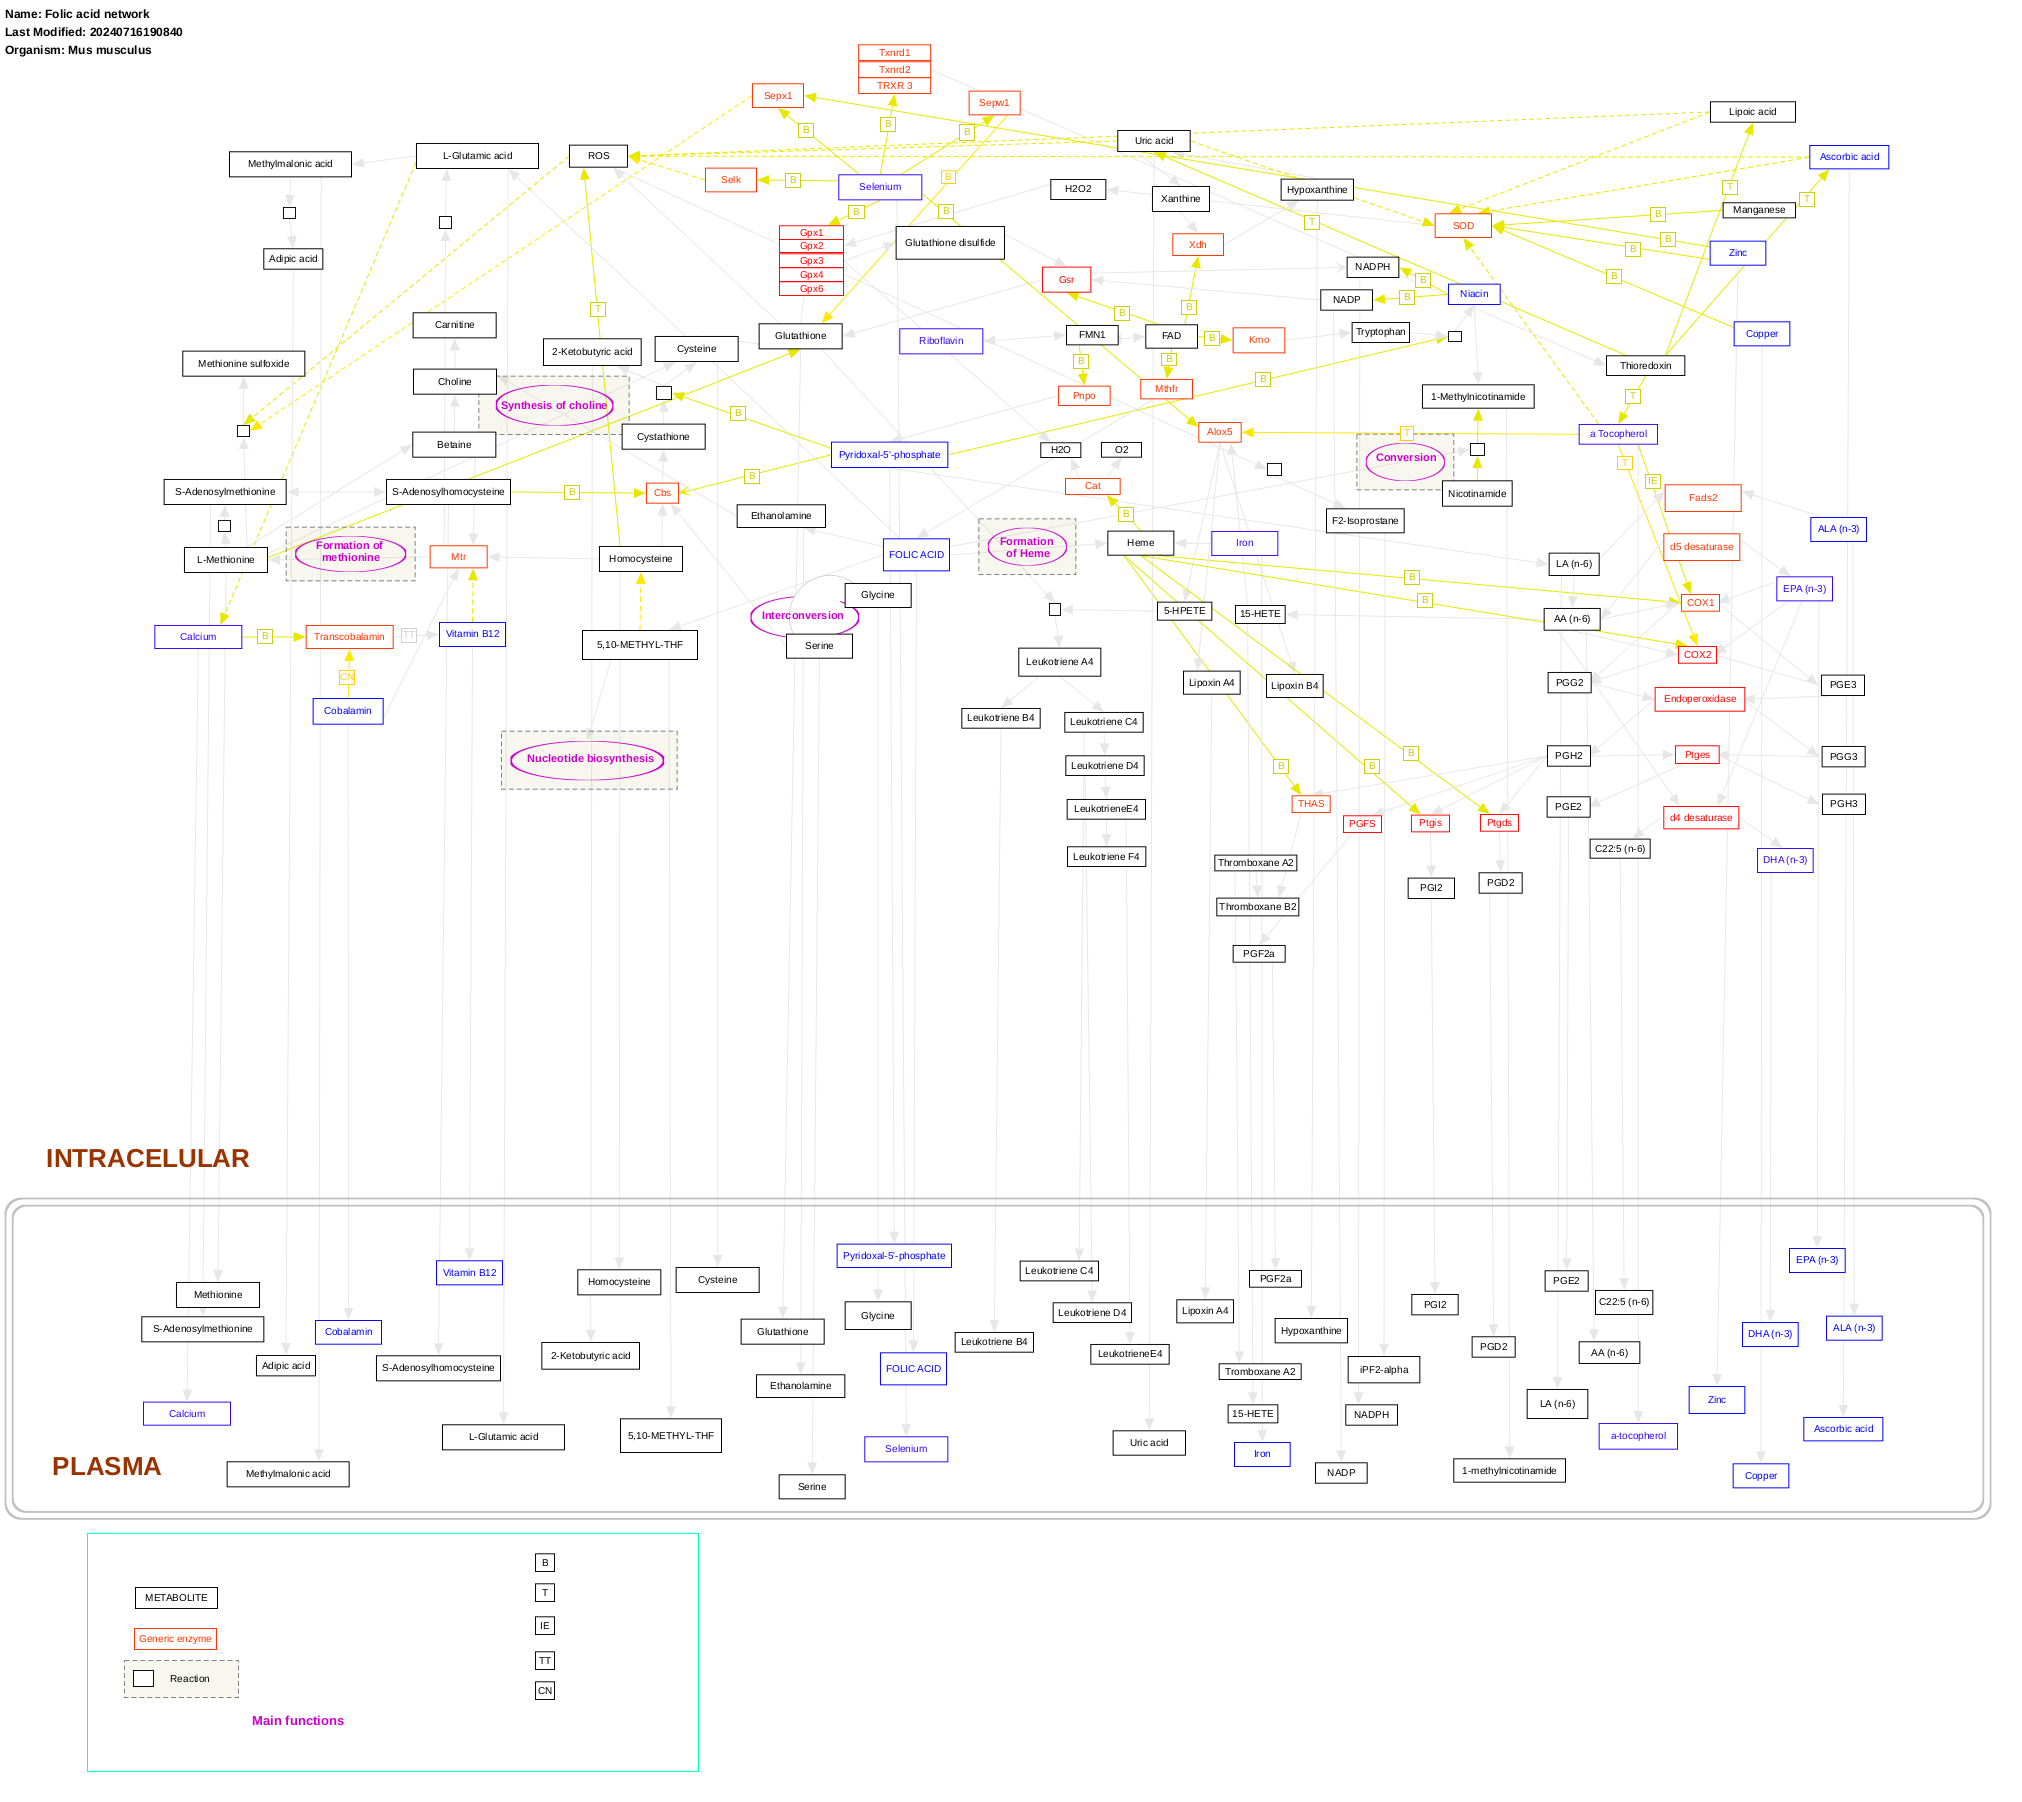 Name: Folic acid network
Last Modified: 20240716190840
Organism: Mus musculus
Txnrd1
Txnrd2
TRXR 3
Sepx1
Sepw1
Lipoic acid
B
B
B
Uric acid
L-Glutamic acid
ROS
Methylmalonic acid
Ascorbic acid
Selk
B
Selenium
B
H2O2
Xanthine
Hypoxanthine
T
T
Manganese
B
B
T
B
SOD
Gpx1
Gpx2
Gpx3
Gpx4
Gpx6
Glutathione disulfide
Xdh
B
B
Zinc
Adipic acid
Gsr
NADPH
B
B
NADP
B
Niacin
T
B
B
Carnitine
Glutathione
Riboflavin
FMN1
FAD
B
Kmo
Tryptophan
Copper
Methionine sulfoxide
2-Ketobutyric acid
Cysteine
B
B
Thioredoxin
Choline
Synthesis of choline
Pnpo
Mthfr
B
1-Methylnicotinamide
T
B
Betaine
Cystathione
Alox5
T
a Tocopherol
Pyridoxal-5'-phosphate
H2O
O2
Conversion
T
B
IE
S-Adenosylmethionine
S-Adenosylhomocysteine
B
Cbs
Cat
Nicotinamide
Fads2
Ethanolamine
B
F2-Isoprostane
ALA (n-3)
Formation of
methionine
Formation
of Heme
Heme
Iron
d5 desaturase
L-Methionine
Mtr
Homocysteine
FOLIC ACID
LA (n-6)
B
EPA (n-3)
Glycine
B
COX1
Interconversion
5-HPETE
15-HETE
AA (n-6)
Calcium
B
Transcobalamin
TT
Vitamin B12
5,10-METHYL-THF
Serine
COX2
Leukotriene A4
CN
Lipoxin A4
Lipoxin B4
PGG2
PGE3
Endoperoxidase
Cobalamin
Leukotriene B4
Leukotriene C4
Nucleotide biosynthesis
Leukotriene D4
B
B
B
PGH2
Ptges
PGG3
LeukotrieneE4
THAS
PGE2
PGH3
PGFS
Ptgis
Ptgds
d4 desaturase
Leukotriene F4
Thromboxane A2
C22:5 (n-6)
DHA (n-3)
PGI2
PGD2
Thromboxane B2
PGF2a
INTRACELULAR
Pyridoxal-5'-phosphate
EPA (n-3)
Vitamin B12
Homocysteine
Cysteine
Leukotriene C4
PGF2a
PGE2
Methionine
Glycine
Leukotriene D4
Lipoxin A4
PGI2
C22:5 (n-6)
S-Adenosylmethionine
Cobalamin
Glutathione
Hypoxanthine
DHA (n-3)
ALA (n-3)
Leukotriene B4
LeukotrieneE4
PGD2
AA (n-6)
Adipic acid
S-Adenosylhomocysteine
2-Ketobutyric acid
FOLIC ACID
Tromboxane A2
iPF2-alpha
Ethanolamine
Calcium
15-HETE
NADPH
LA (n-6)
Zinc
L-Glutamic acid
5,10-METHYL-THF
Selenium
Uric acid
Iron
a-tocopherol
Ascorbic acid
PLASMA
Methylmalonic acid
Serine
NADP
1-methylnicotinamide
Copper
B
METABOLITE
T
IE
Generic enzyme
TT
Reaction
CN
Main functions